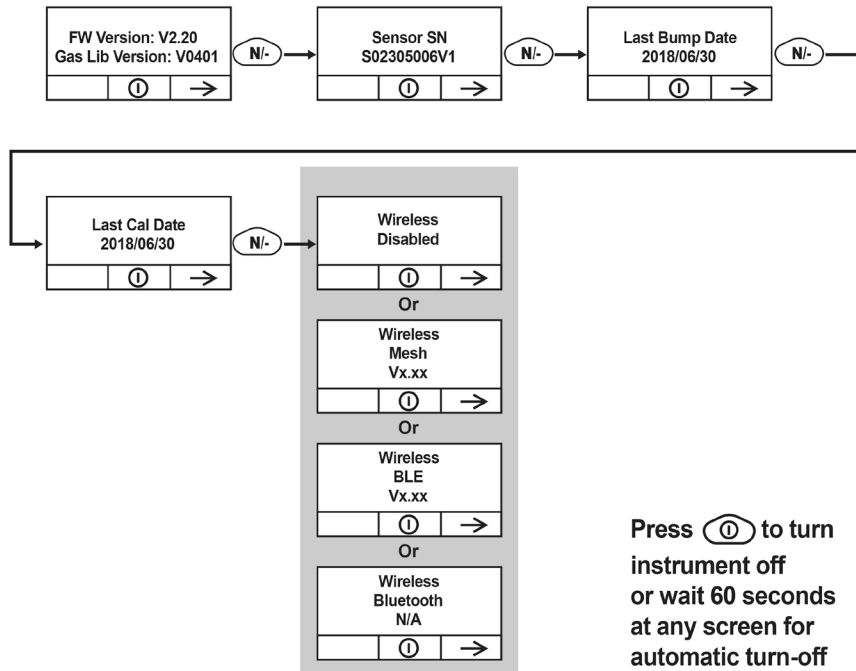 FW Version: V2.20
Gas Lib Version: V0401
N/-
Sensor SN
S02305006V1
N/-
Last Bump Date
2018/06/30
N/-
Last Cal Date
2018/06/30
N/-
Wireless
Disabled
Or
Wireless
Mesh
Vx.xx
Or
Wireless
BLE
Vx.xx
Or
Wireless
Bluetooth
N/A
Press to turn
instrument off
or wait 60 seconds
at any screen for
automatic turn-off